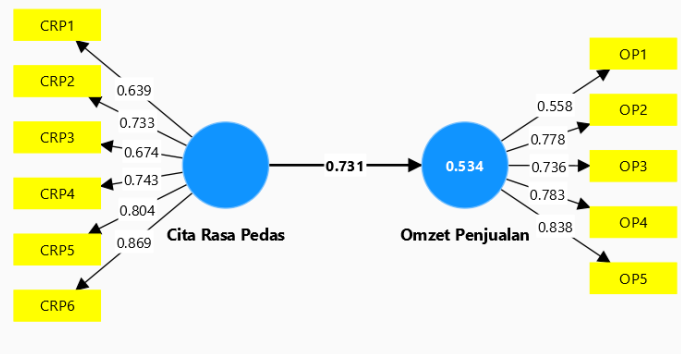 CRP1
CRP2
CRP3
CRP4
CRP5
CRP6
0.639
0.733
0.674
0.743
0.804
0.869
Cita Rasa Pedas
0.731
0.534
Omzet Penjualan
0.558
0.778
0.736
0.783
0.838
OP1
OP2
OP3
OP4
OP5